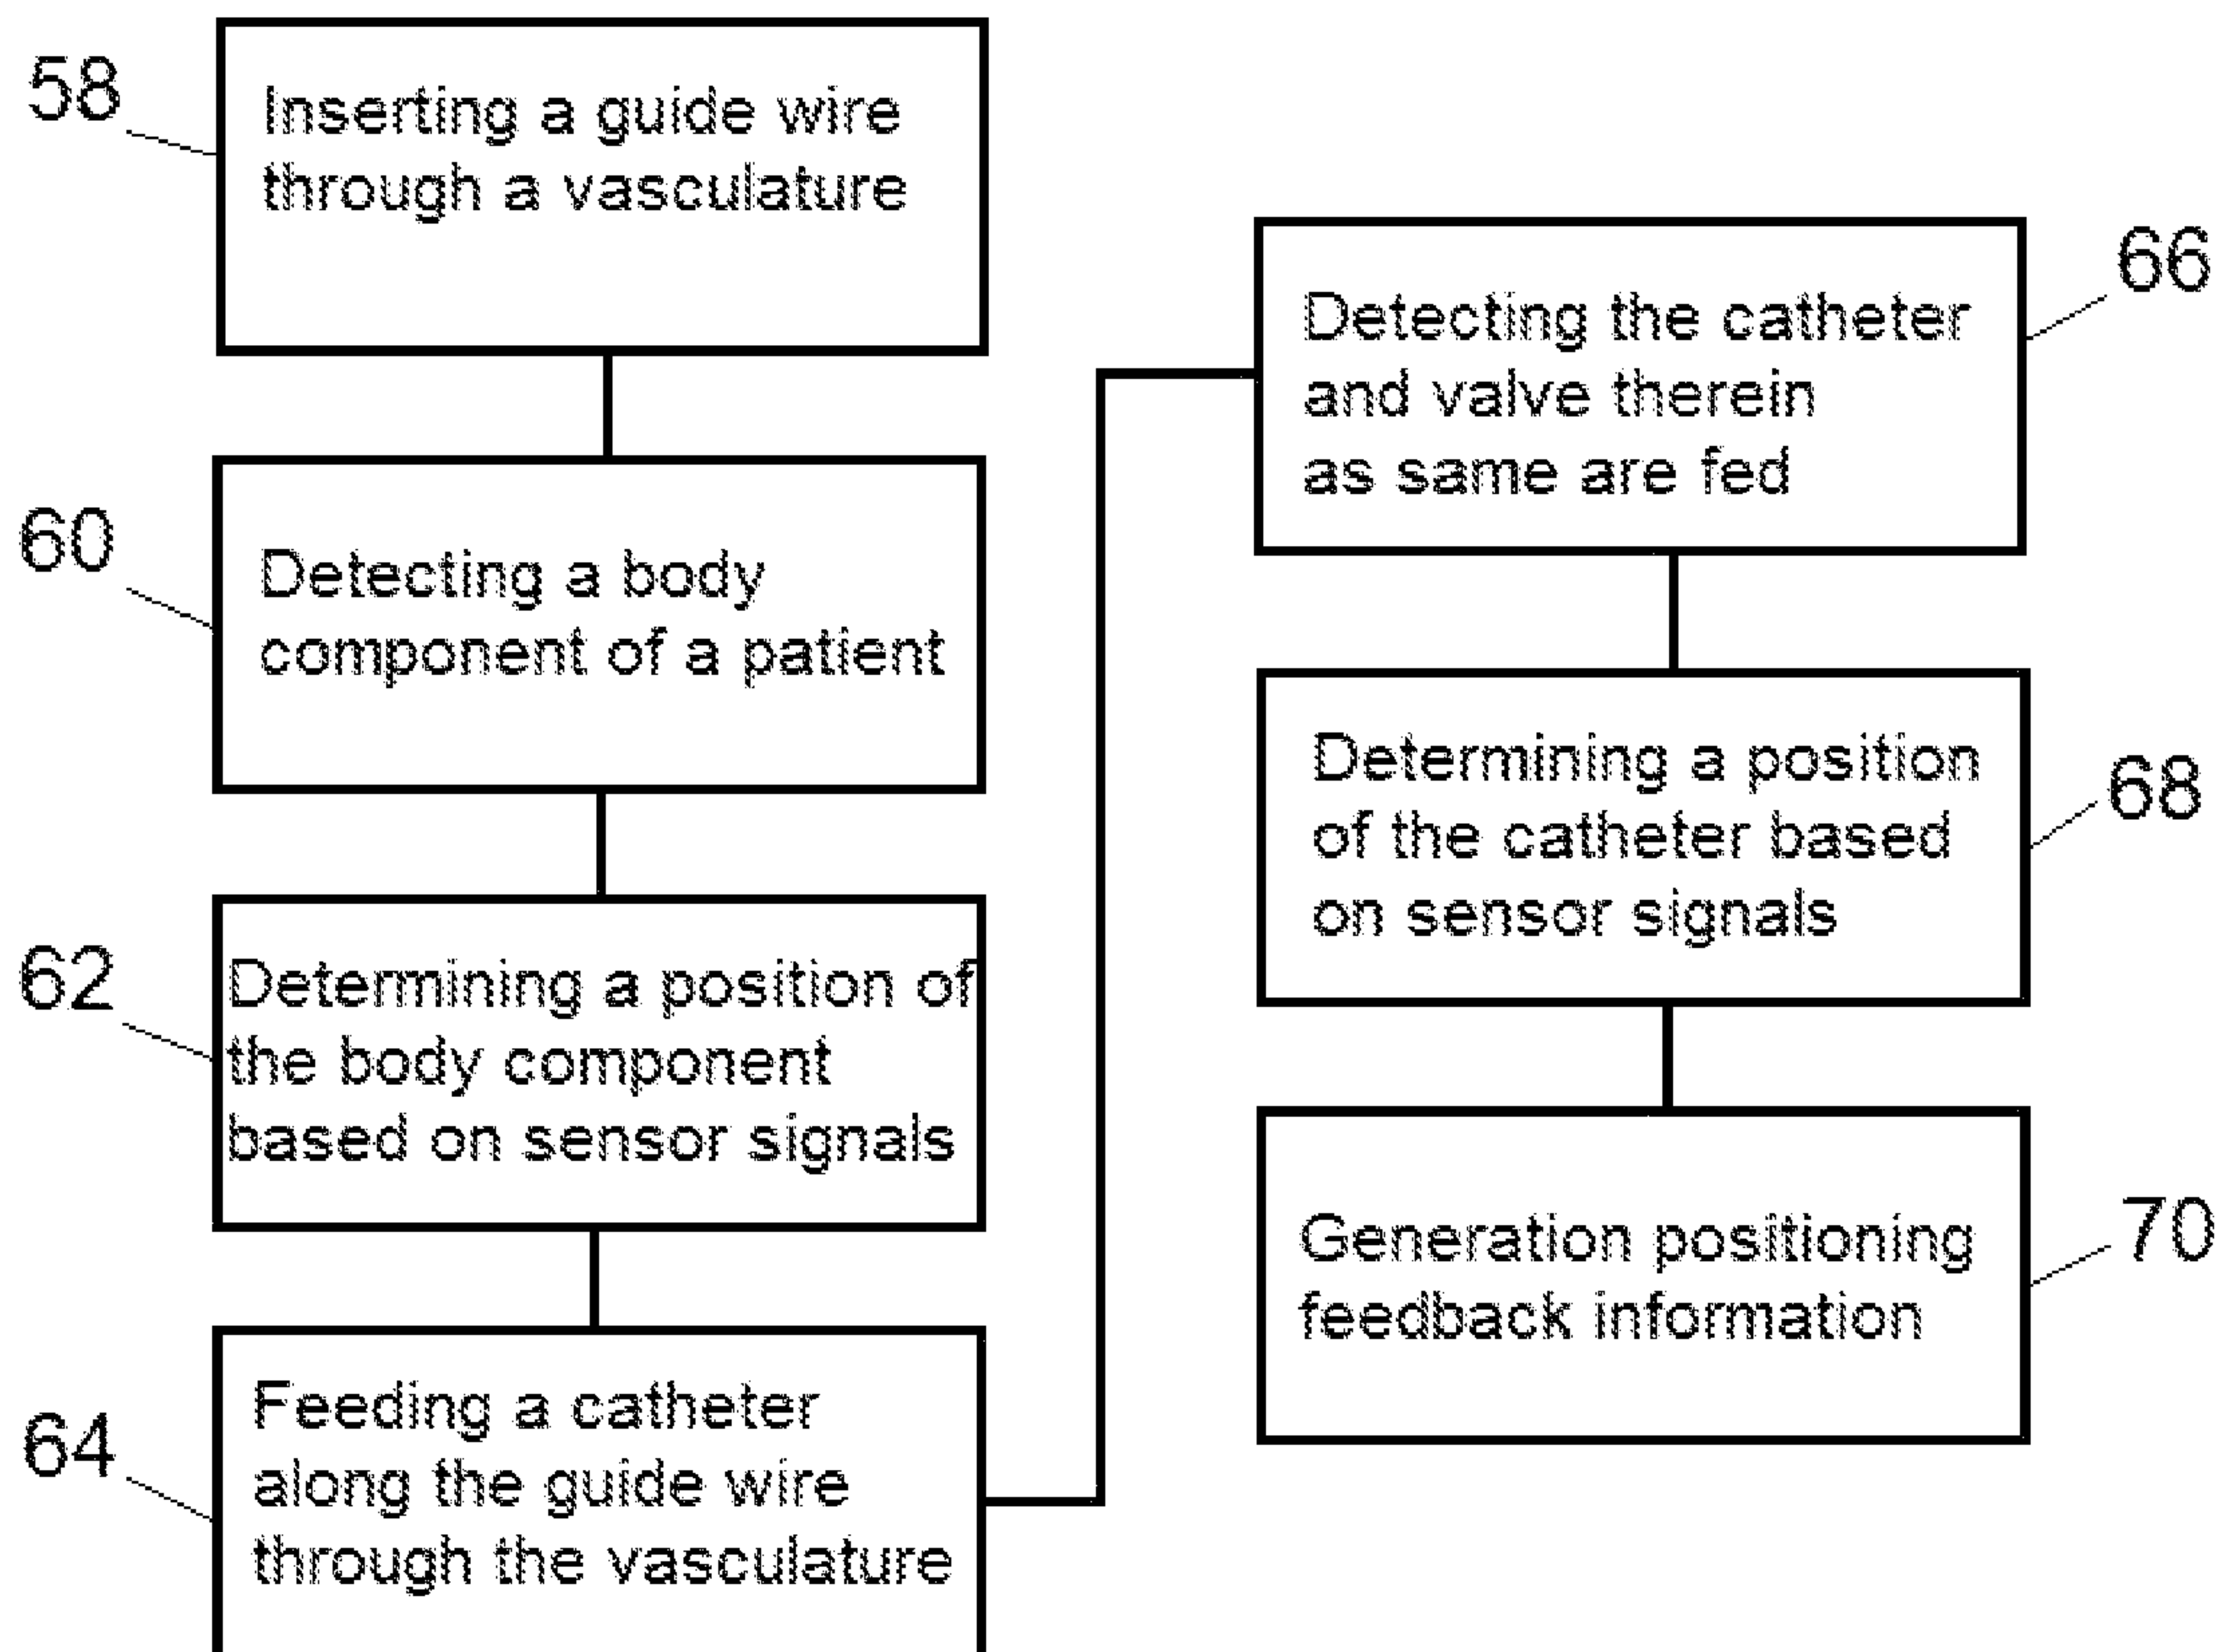 58
Inserting a guide wire
through a vasculature
60
Detecting a body
component of a patient
62
Determining a position of
the body component
based on sensor signals
64
Feeding a catheter
along the guide wire
through the vasculature
66
Detecting the catheter
and valve therein
as same are fed
68
Determining a position
of the catheter based
on sensor signals
70
Generation positioning
feedback information